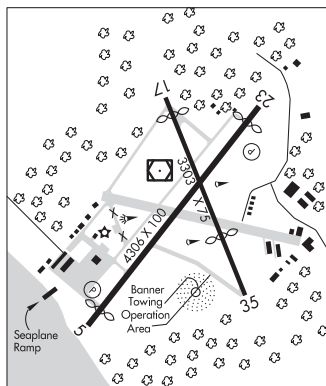 17
23
3303 X 75
4306 X 100
P
X
X
P
5
35
Banner
Towing
Operation
Area
Seaplane
Ramp